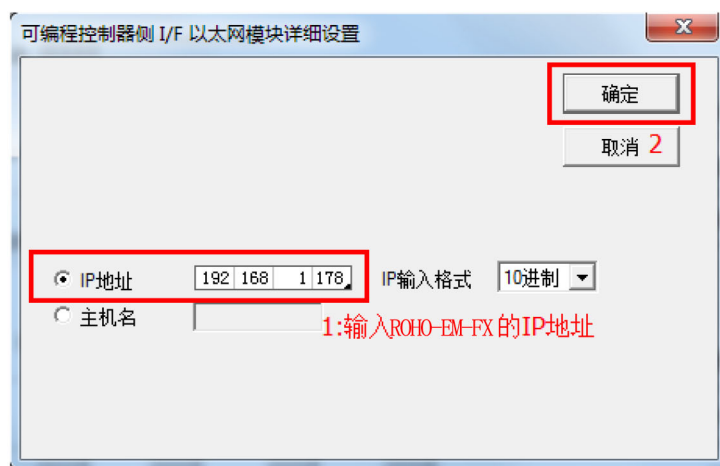 可编程控制器侧 I/F 以太网模块详细设置
确定
取消 2
IP地址 192 168 1 178 IP输入格式 10进制
主机名
1:输入ROHO-EM-FX的IP地址